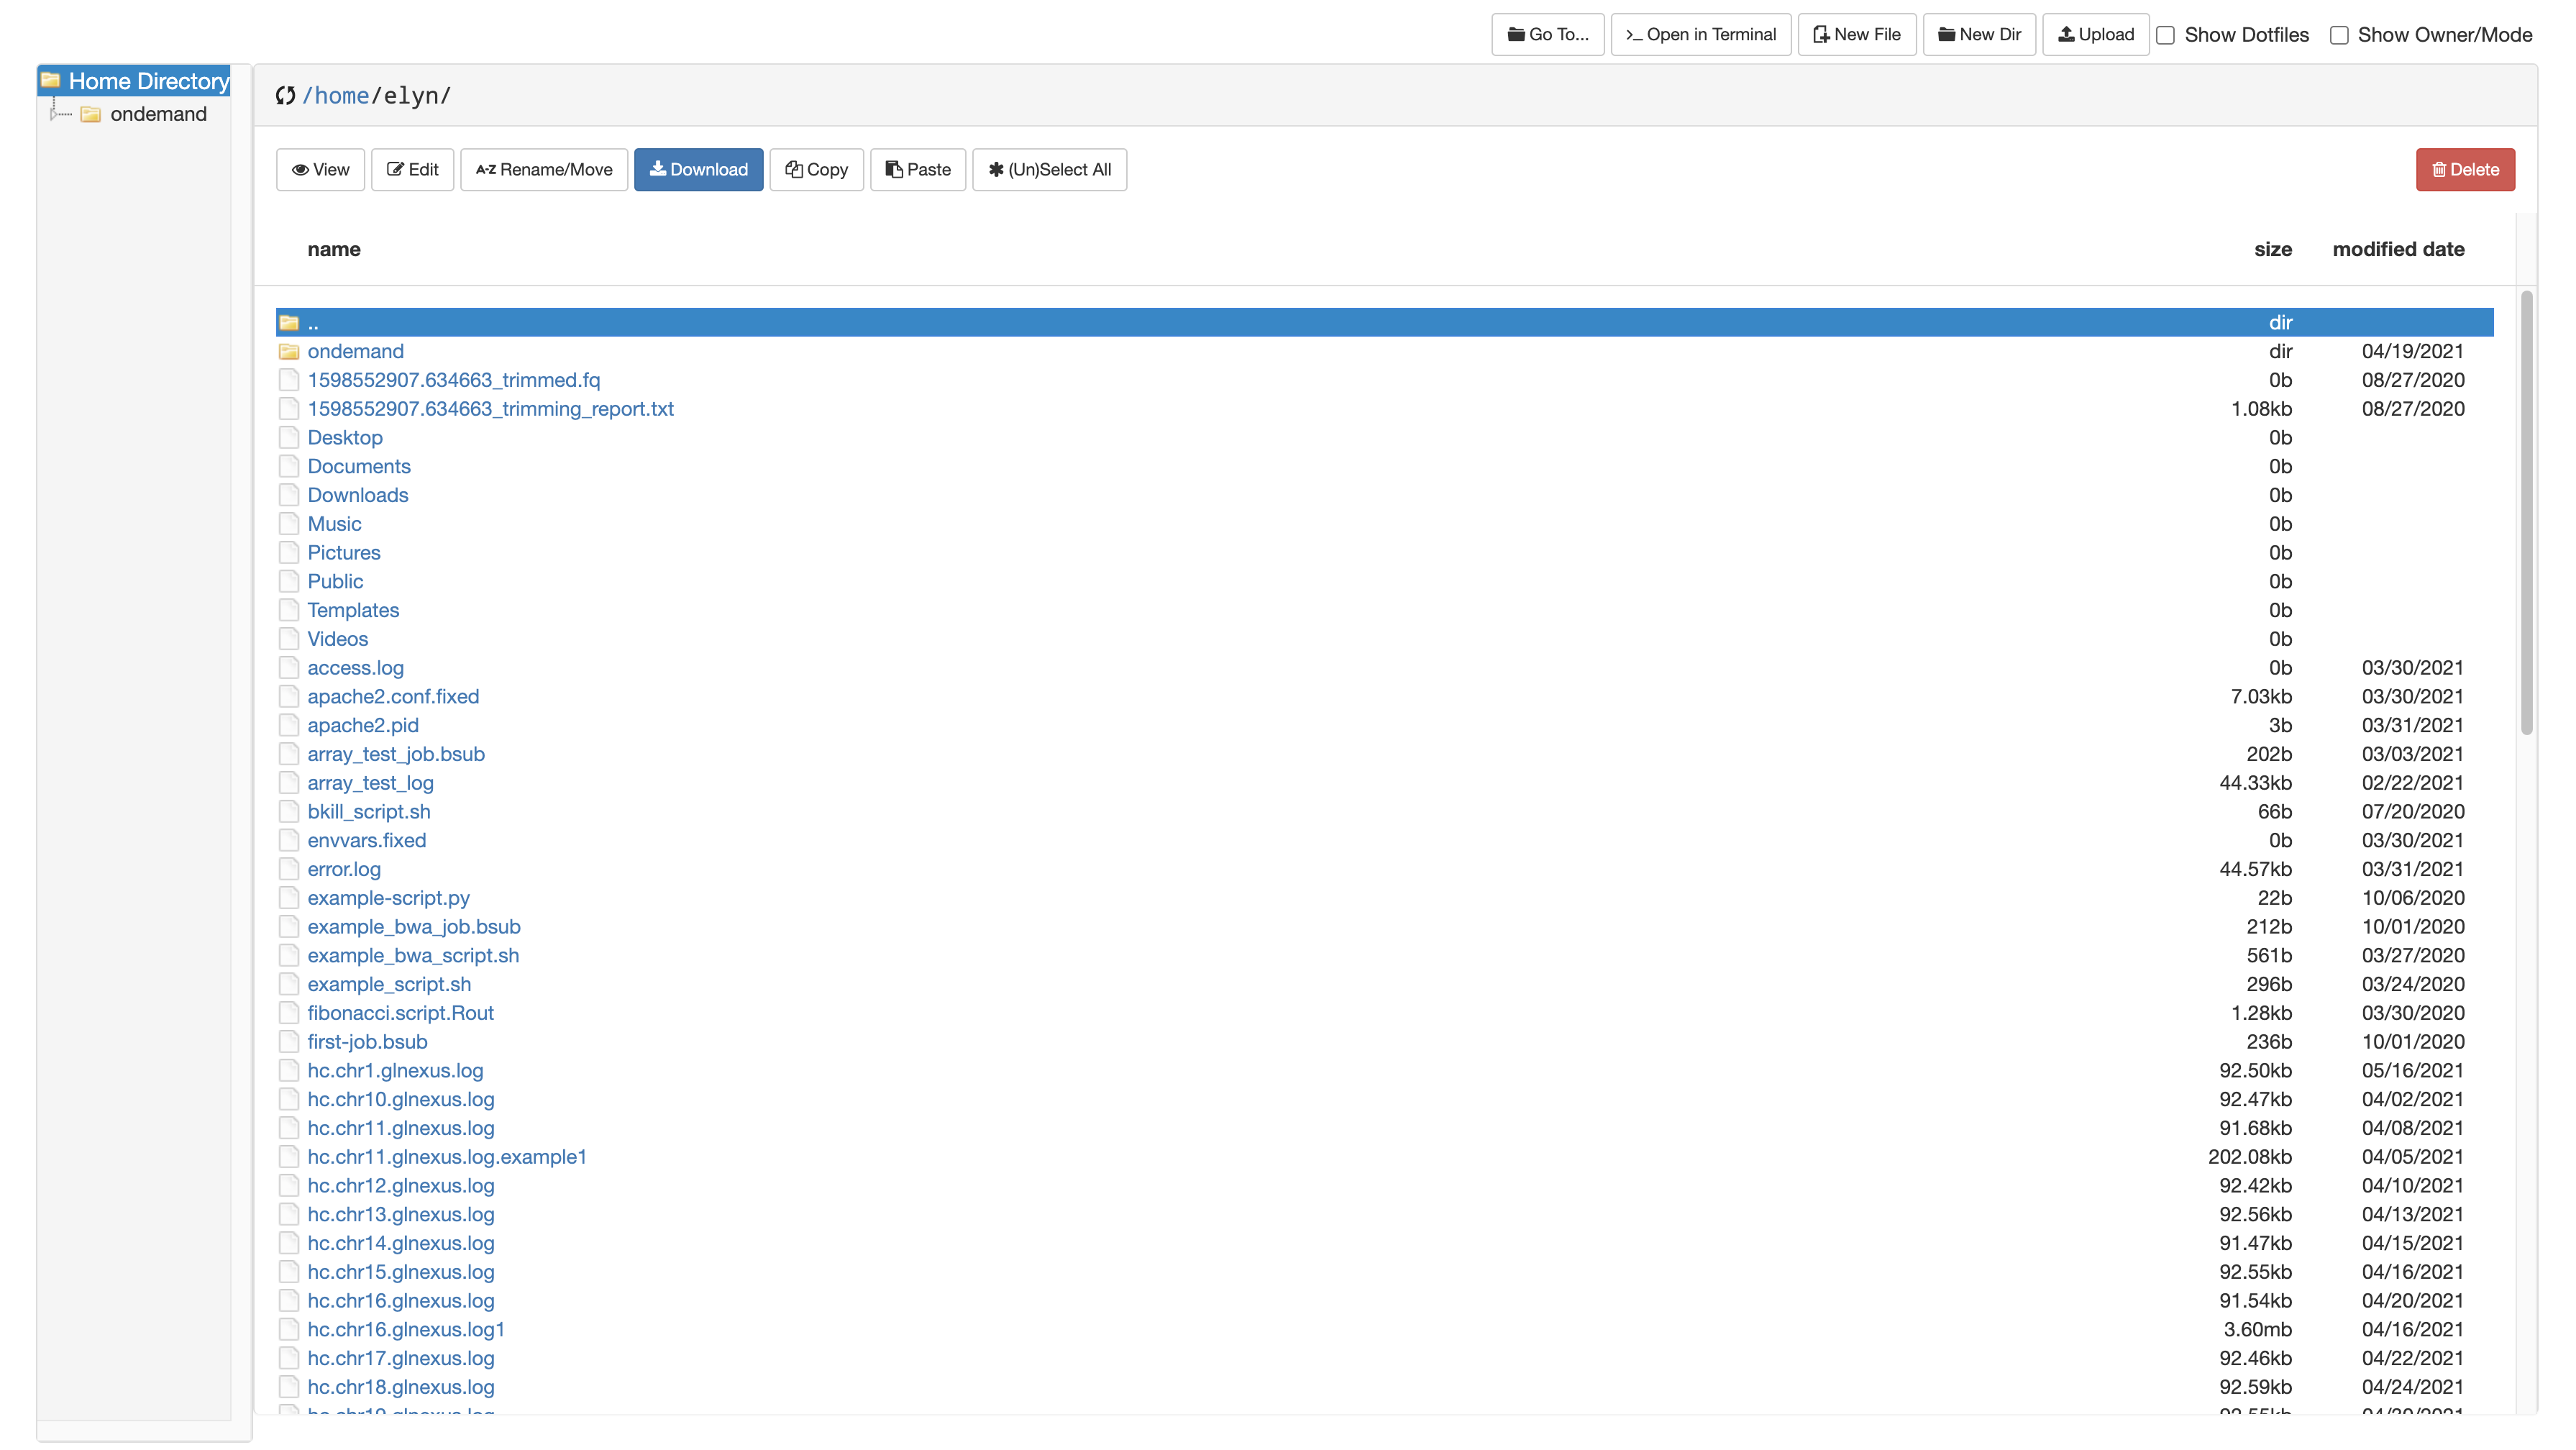 Go To... >_ Open in Terminal New File New Dir Upload Show Dotfiles Show Owner/Mode
Home Directory
ondemand
/home/elyn/
View Edit A-Z Rename/Move Download Copy Paste (Un)Select All Delete
name size modified date
.. dir
ondemand dir 04/19/2021
1598552907.634663_trimmed.fq 0b 08/27/2020
1598552907.634663_trimming_report.txt 1.08kb 08/27/2020
Desktop 0b
Documents 0b
Downloads 0b
Music 0b
Pictures 0b
Public 0b
Templates 0b
Videos 0b
access.log 0b 03/30/2021
apache2.conf.fixed 7.03kb 03/30/2021
apache2.pid 3b 03/31/2021
array_test_job.bsub 202b 03/03/2021
array_test_log 44.33kb 02/22/2021
bkill_script.sh 66b 07/20/2020
envvars.fixed 0b 03/30/2021
error.log 44.57kb 03/31/2021
example-script.py 22b 10/06/2020
example_bwa_job.bsub 212b 10/01/2020
example_bwa_script.sh 561b 03/27/2020
example_script.sh 296b 03/24/2020
fibonacci.script.Rout 1.28kb 03/30/2020
first-job.bsub 236b 10/01/2020
hc.chr1.glnexus.log 92.50kb 05/16/2021
hc.chr10.glnexus.log 92.47kb 04/02/2021
hc.chr11.glnexus.log 91.68kb 04/08/2021
hc.chr11.glnexus.log.example1 202.08kb 04/05/2021
hc.chr12.glnexus.log 92.42kb 04/10/2021
hc.chr13.glnexus.log 92.56kb 04/13/2021
hc.chr14.glnexus.log 91.47kb 04/15/2021
hc.chr15.glnexus.log 92.55kb 04/16/2021
hc.chr16.glnexus.log 91.54kb 04/20/2021
hc.chr16.glnexus.log1 3.60mb 04/16/2021
hc.chr17.glnexus.log 92.46kb 04/22/2021
hc.chr18.glnexus.log 92.59kb 04/24/2021